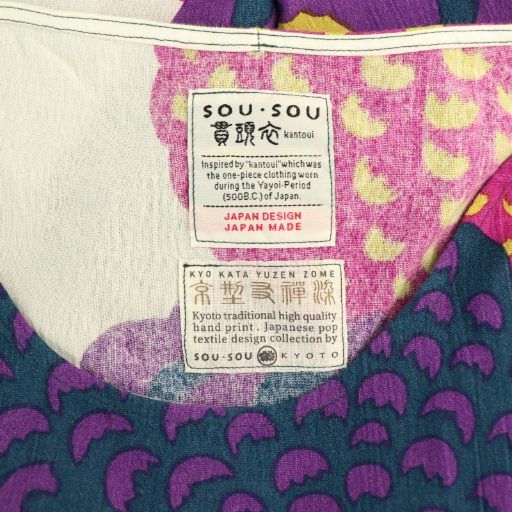 SOU・SOU
貫頭衣 kantoui
Inspired by "kantoui" which was
the one-piece clothing worn
during the Yayoi-Period
(500B.C.) of Japan.
JAPAN DESIGN
JAPAN MADE
KYO KATA YUZEN ZOME
京型友禅染
Kyoto traditional high quality
hand print. Japanese pop
textile design collection by
SOU・SOU KYOTO